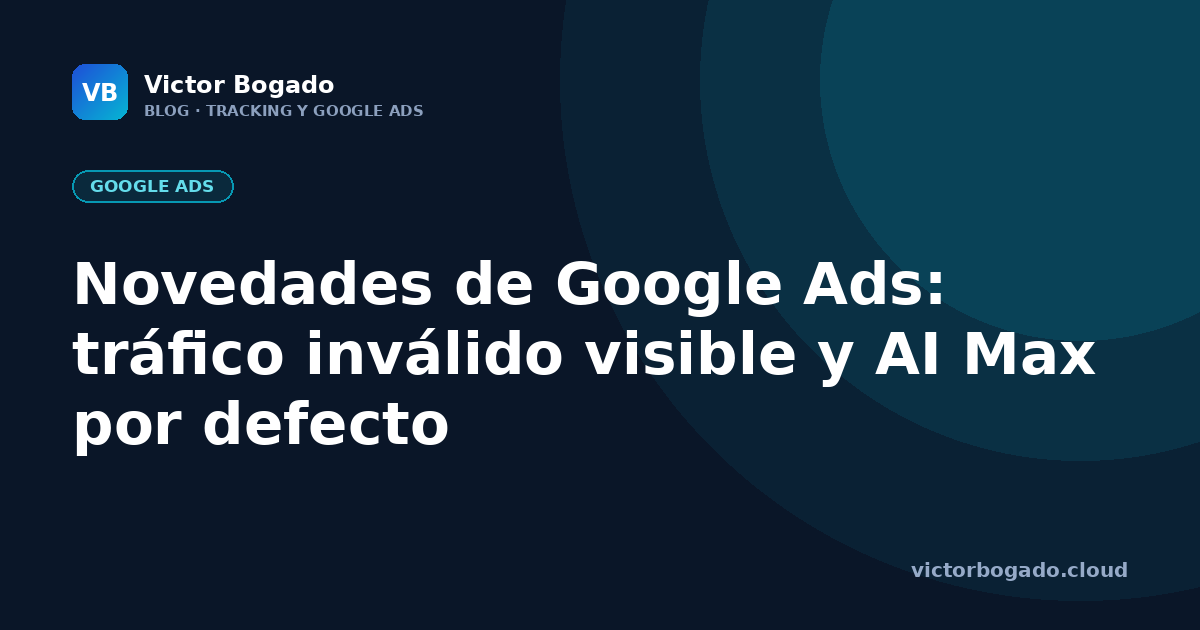 VB
Victor Bogado
BLOG · TRACKING Y GOOGLE ADS
GOOGLE ADS
Novedades de Google Ads:
tráfico inválido visible y AI Max
por defecto
victorbogado.cloud